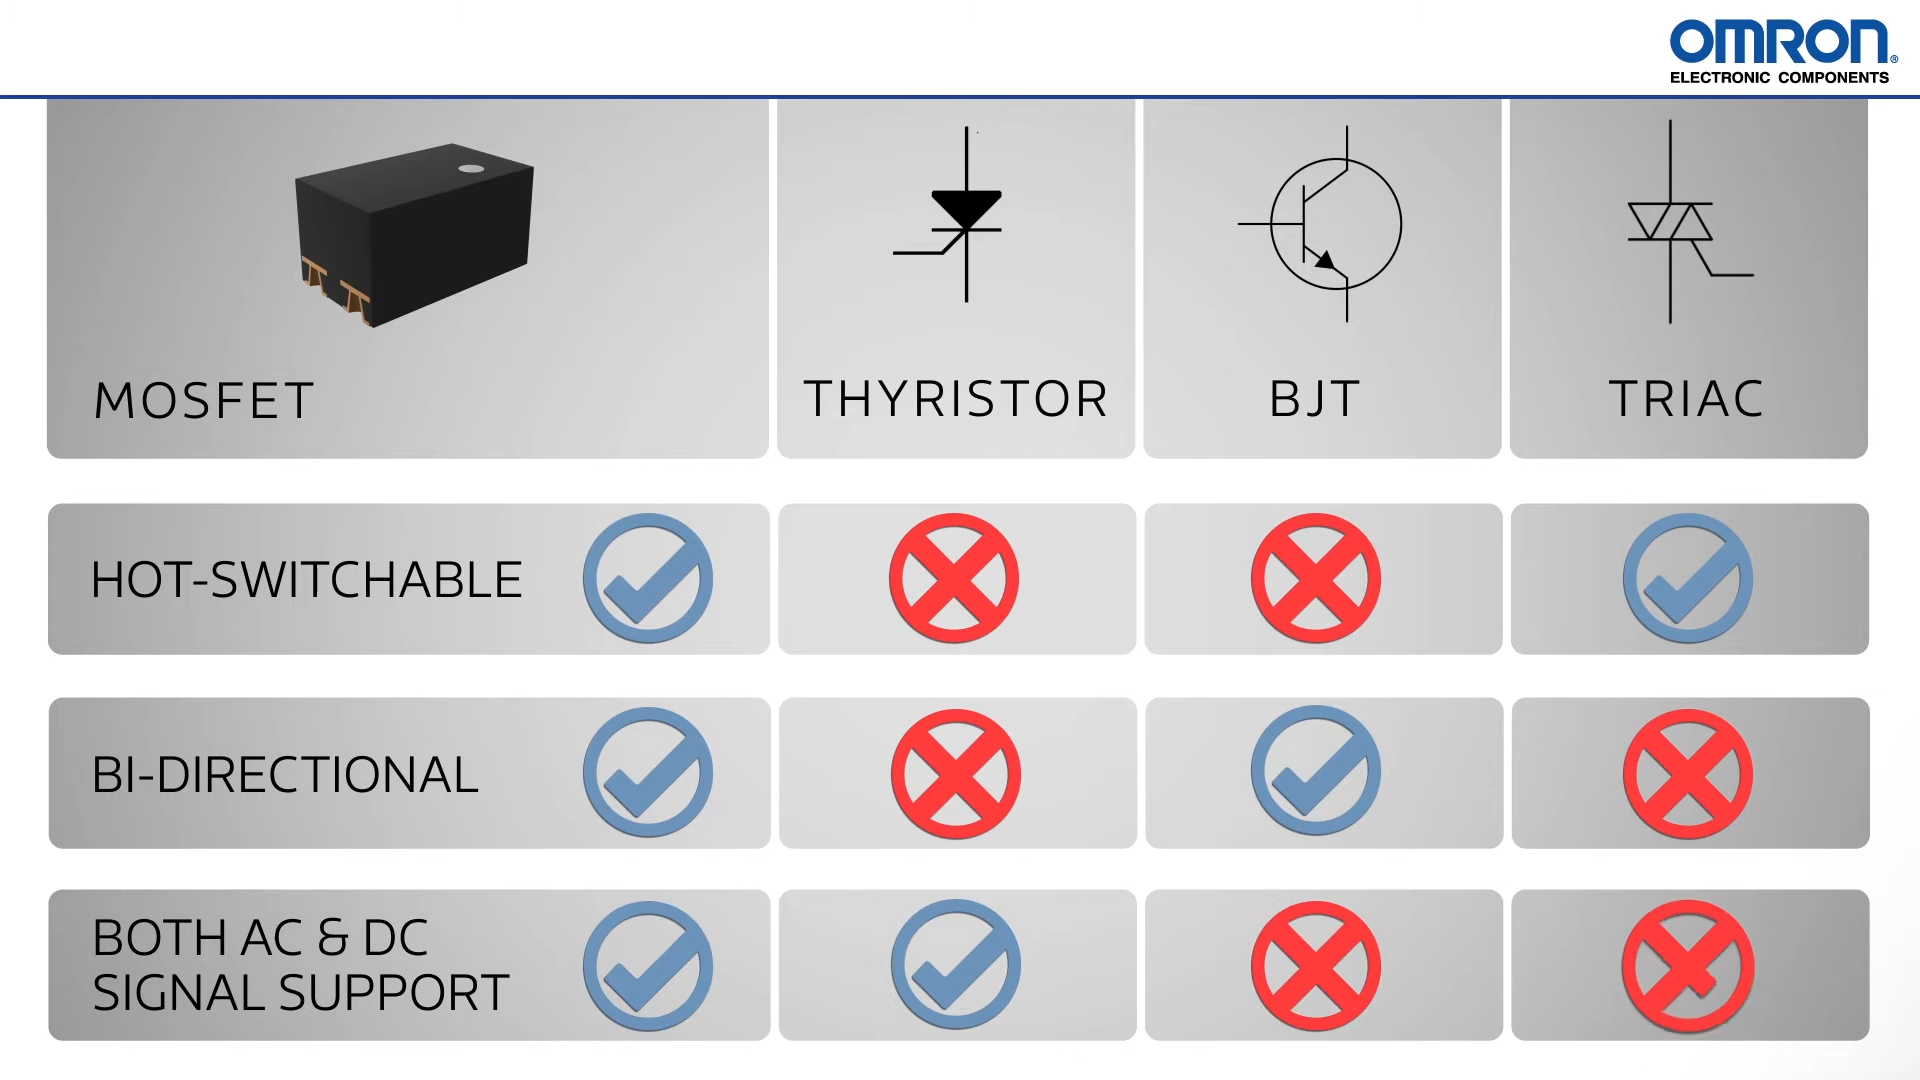 OMRON®
ELECTRONIC COMPONENTS
MOSFET
THYRISTOR
BJT
TRIAC
HOT-SWITCHABLE
BI-DIRECTIONAL
BOTH AC & DC
SIGNAL SUPPORT